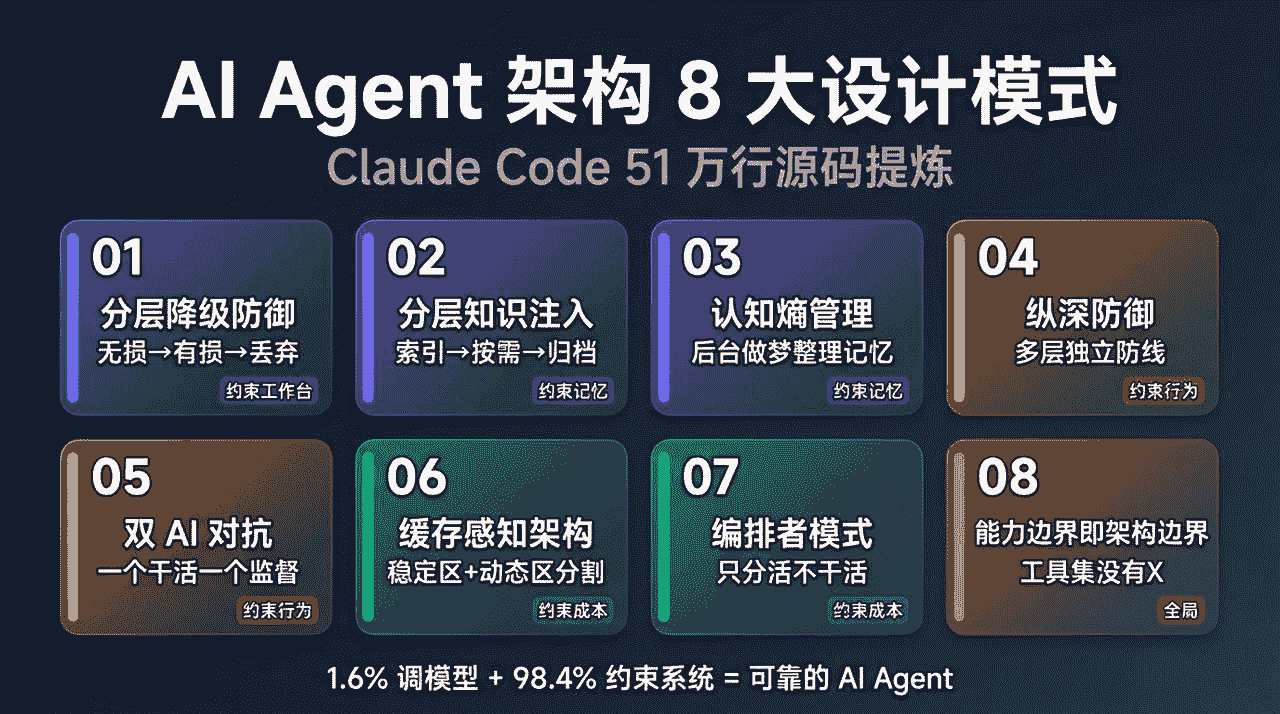 AI Agent 架构 8 大设计模式
Claude Code 51 万行源码提炼
01
分层降级防御
无损→有损→丢弃
约束工作台
02
分层知识注入
索引→按需→归档
约束记忆
03
认知熵管理
后台做梦整理记忆
约束记忆
04
纵深防御
多层独立防线
约束行为
05
双 AI 对抗
一个干活一个监督
约束行为
06
缓存感知架构
稳定区+动态区分割
约束成本
07
编排者模式
只分活不干活
约束成本
08
能力边界即架构边界
工具集没有X
全局
1.6% 调模型 + 98.4% 约束系统 = 可靠的 AI Agent